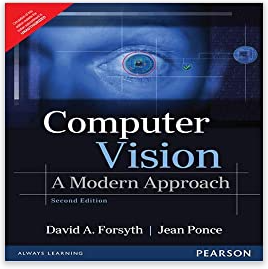 Computer
Vision
A Modern Approach
Second Edition
David A. Forsyth | Jean Ponce
ALWAYS LEARNING
PEARSON